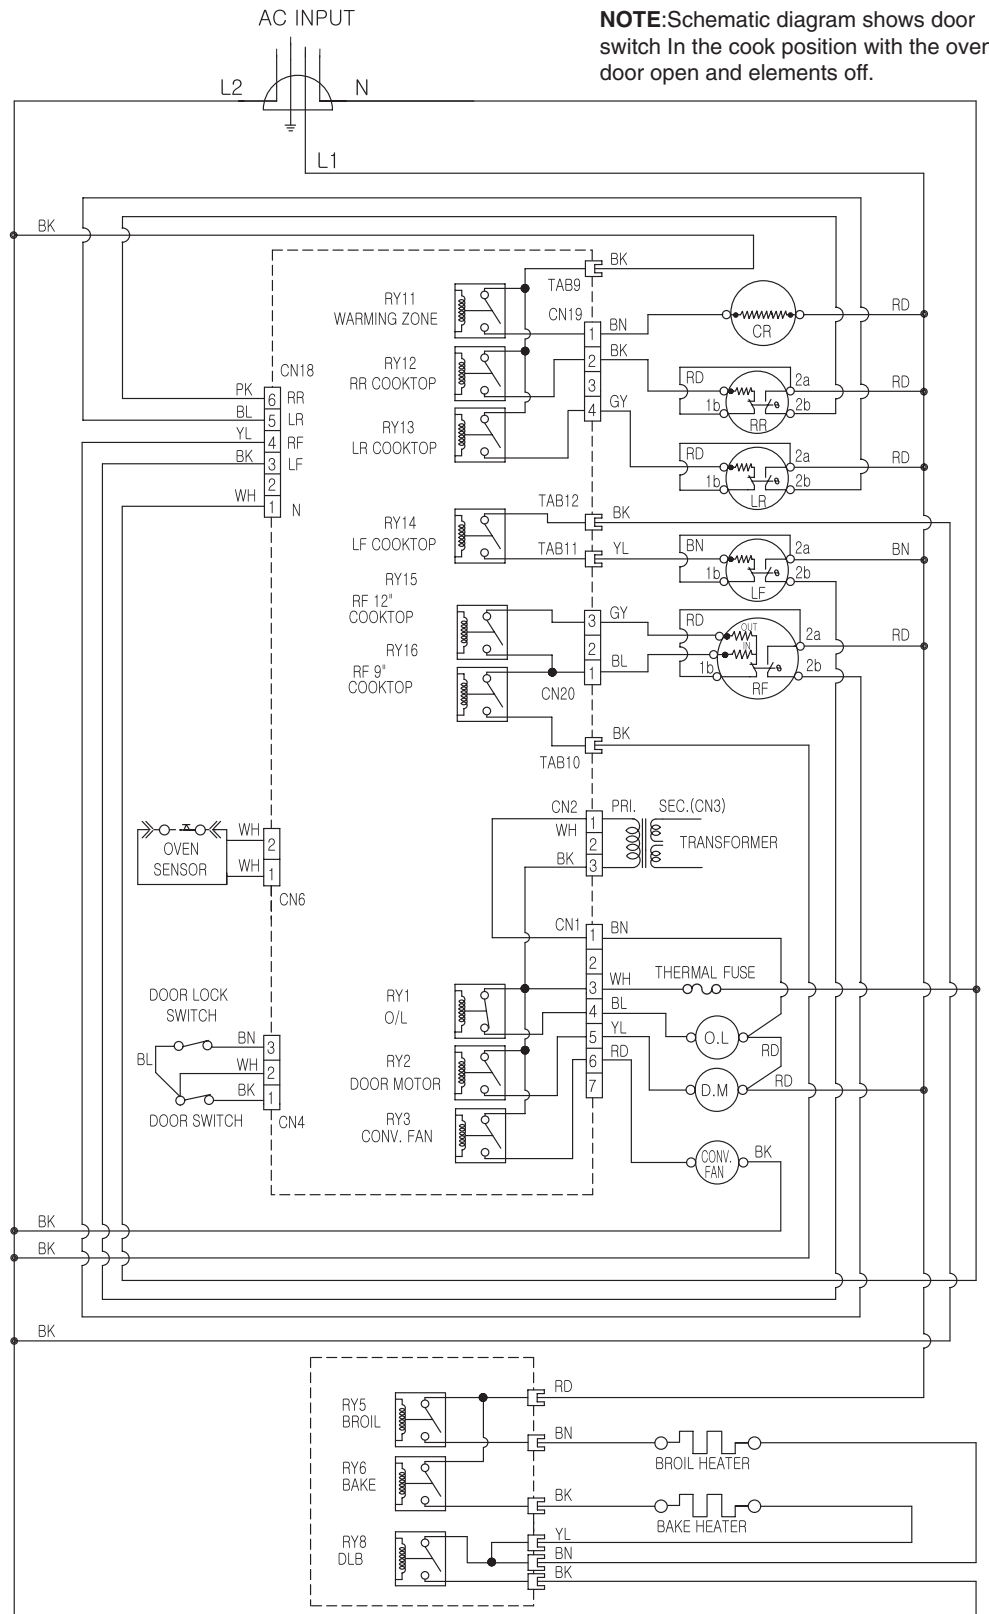 AC INPUT
NOTE:Schematic diagram shows door
switch In the cook position with the oven
door open and elements off.
L2
N
L1
BK
BK
TAB9
RY11
WARMING ZONE
CN19
1
BN
CR
RD
RY12
RR COOKTOP
2
BK
3
4
GY
RD
1b
2a
2b
RR
RD
CN18
PK
6
RR
BL
5
LR
YL
4
RF
BK
3
LF
2
WH
1
N
RY13
LR COOKTOP
RD
1b
2a
2b
LR
RD
TAB12
BK
RY14
LF COOKTOP
TAB11
YL
BN
1b
2a
2b
LF
BN
RY15
RF 12"
COOKTOP
3
GY
2
1
BL
CN20
RD
OUT
IN
1b
2a
2b
RF
RD
RY16
RF 9"
COOKTOP
TAB10
BK
CN2
PRI.
SEC.(CN3)
1
WH
2
BK
3
TRANSFORMER
OVEN
SENSOR
WH
2
WH
1
CN6
CN1
1
BN
2
3
WH
THERMAL FUSE
4
BL
O.L
RD
5
YL
D.M
RD
6
RD
7
RY1
O/L
RY2
DOOR MOTOR
RY3
CONV. FAN
CONV.
FAN
BK
DOOR LOCK
SWITCH
BL
BN
3
WH
2
BK
1
DOOR SWITCH
CN4
BK
BK
BK
RY5
BROIL
RD
BN
BROIL HEATER
RY6
BAKE
BK
BAKE HEATER
RY8
DLB
YL
BN
BK